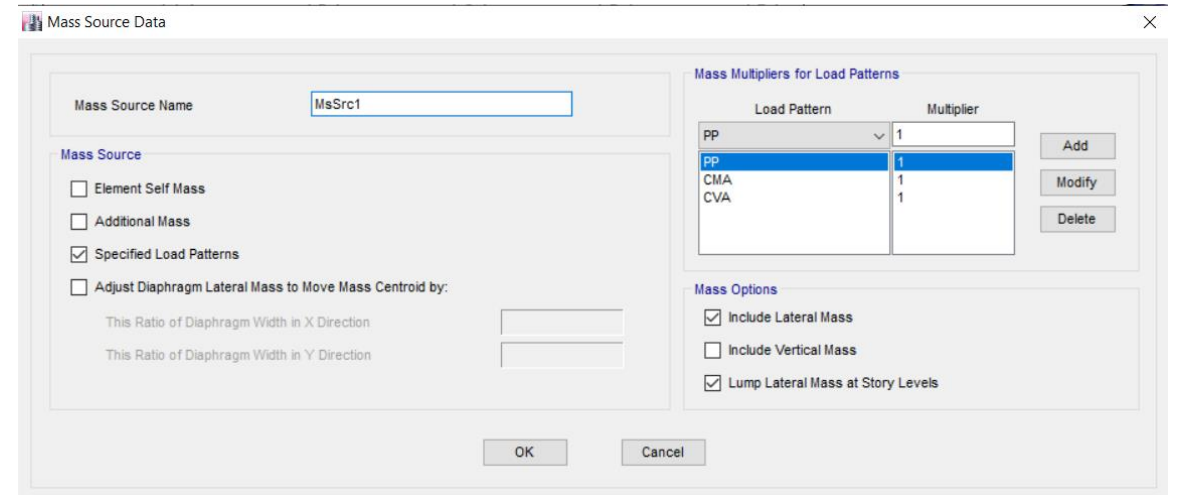 Mass Source Data
Mass Source Name
MsSrc1
Mass Source
Element Self Mass
Additional Mass
Specified Load Patterns
Adjust Diaphragm Lateral Mass to Move Mass Centroid by:
This Ratio of Diaphragm Width in X Direction
This Ratio of Diaphragm Width in Y Direction
Mass Multipliers for Load Patterns
Load Pattern Multiplier
PP 1
PP 1
CMA 1
CVA 1
Add
Modify
Delete
Mass Options
Include Lateral Mass
Include Vertical Mass
Lump Lateral Mass at Story Levels
OK Cancel